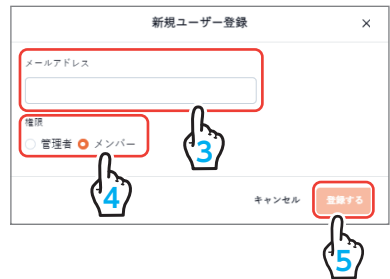 新規ユーザー登録 ×
メールアドレス
3
権限
管理者 メンバー
4
キャンセル 登録する
5